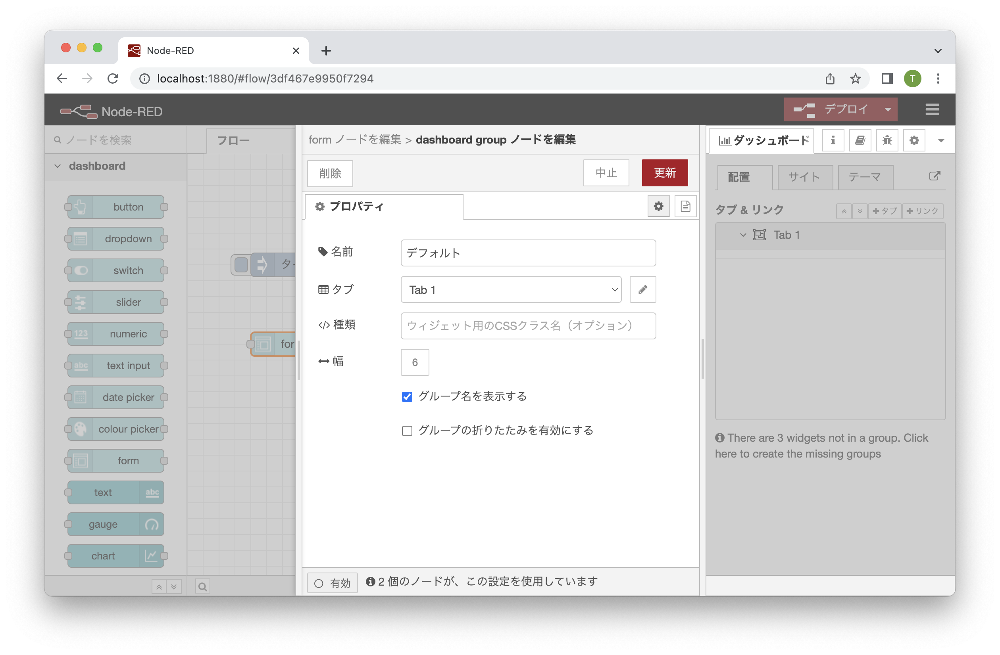 Node-RED
localhost:1880/#flow/3df467e9950f7294
T
Node-RED
デプロイ
ノードを検索
dashboard
button
dropdown
switch
slider
123
numeric
abc
text input
date picker
colour picker
form
text
abc
gauge
chart
フロー
form ノードを編集 > dashboard group ノードを編集
削除
中止
更新
プロパティ
名前
デフォルト
タブ
Tab 1
</> 種類
ウィジェット用のCSSクラス名（オプション）
幅
6
グループ名を表示する
グループの折りたたみを有効にする
有効
2 個のノードが、この設定を使用しています
ダッシュボード
配置
サイト
テーマ
タブ & リンク
+タブ
+リンク
Tab 1
There are 3 widgets not in a group. Click
here to create the missing groups